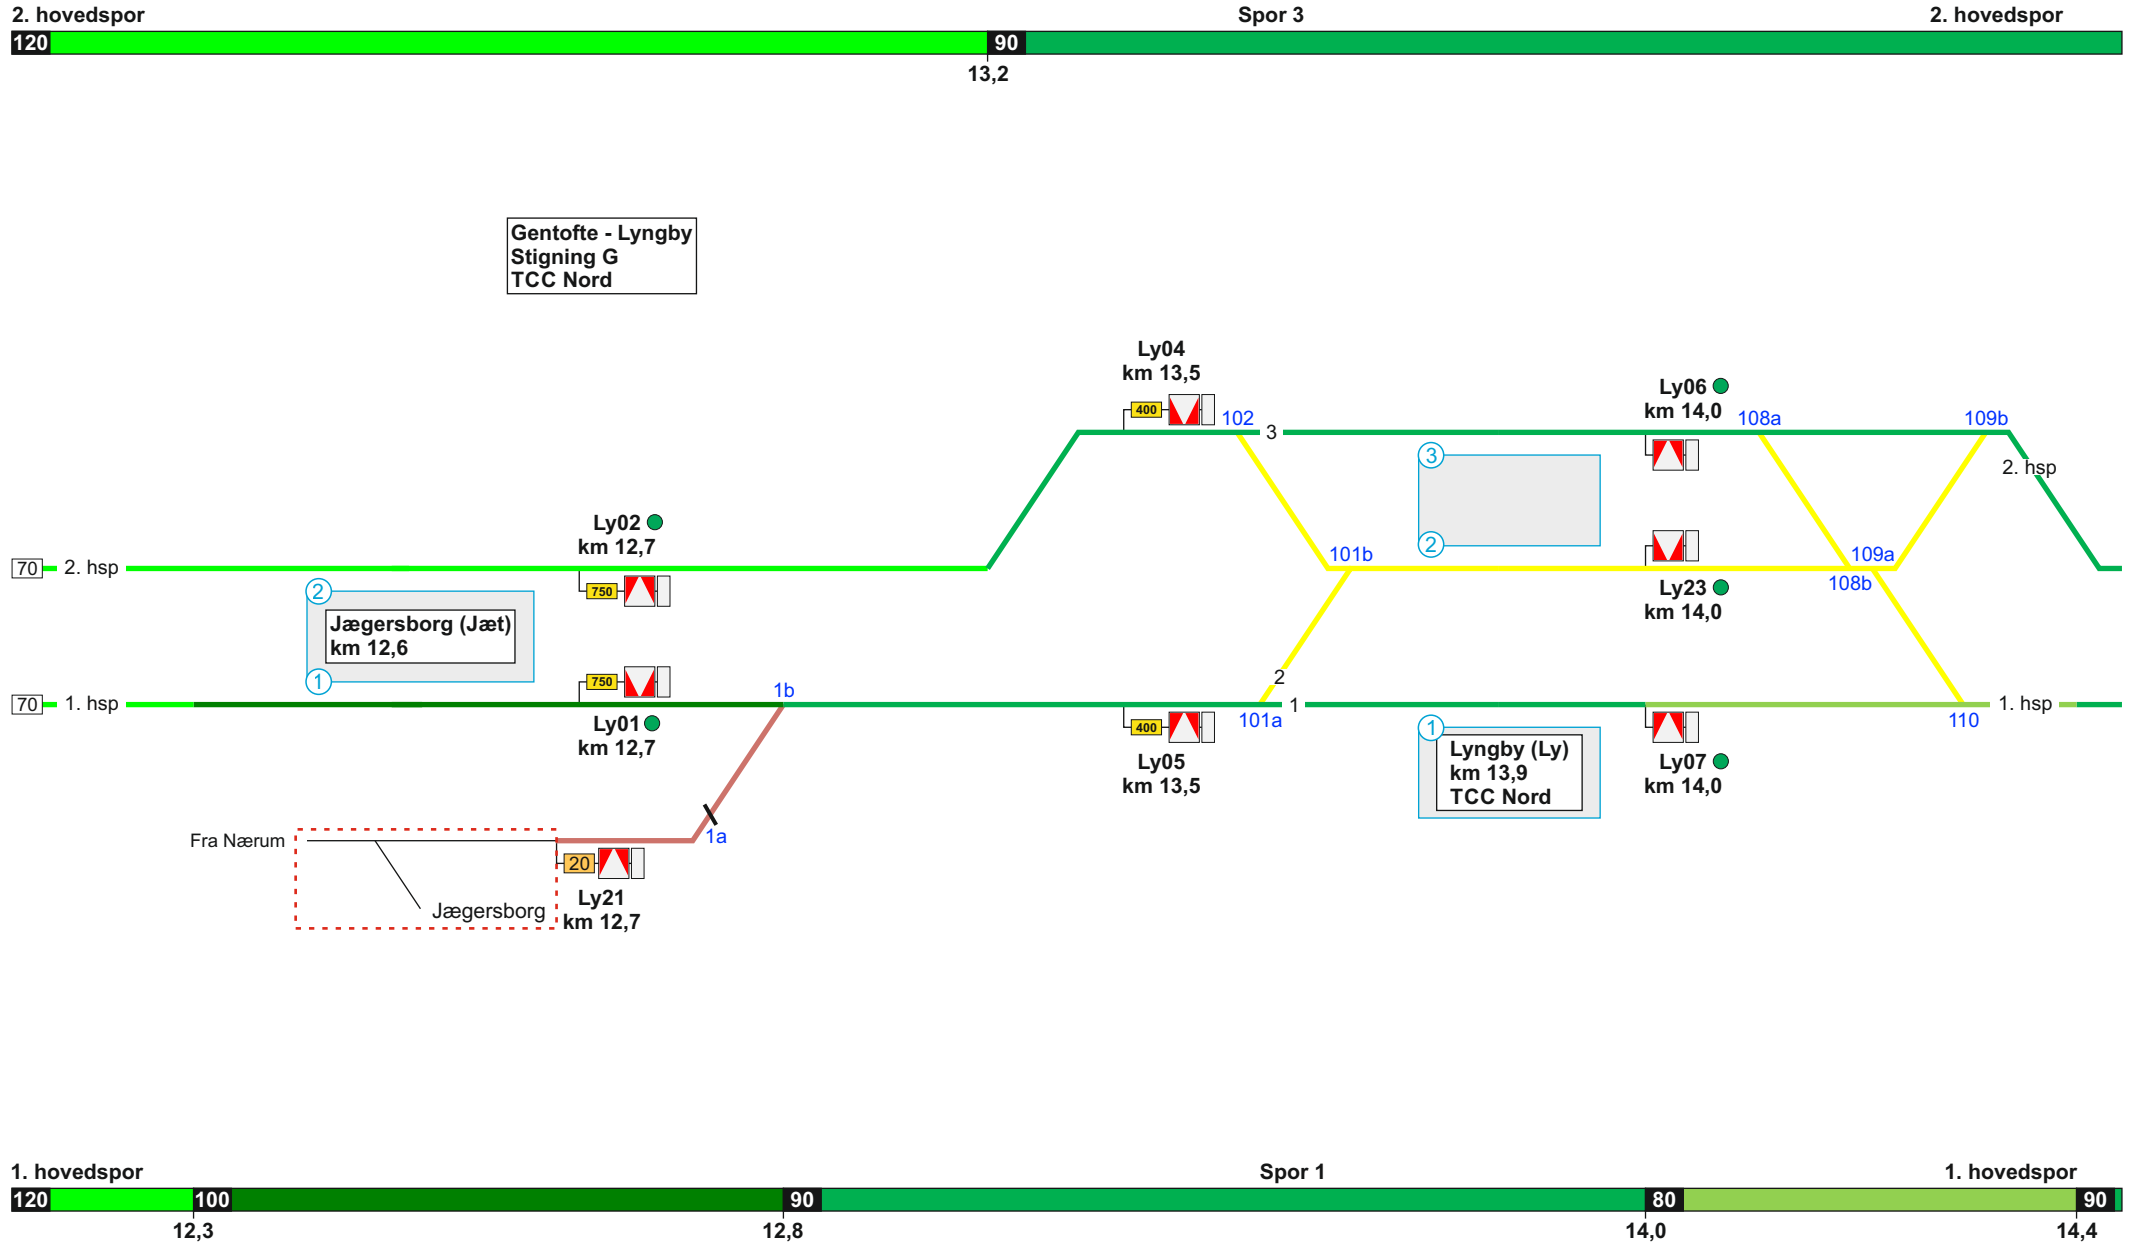 2. hovedspor
Spor 3
2. hovedspor
120
90
13,2
Gentofte - Lyngby
Stigning G
TCC Nord
Ly04
km 13,5
400
102
3
Ly06
km 14,0
108a
109b
2. hsp
3
2
Ly02
km 12,7
750
70
2. hsp
101b
109a
108b
Ly23
km 14,0
2
Jægersborg (Jæt)
km 12,6
1
750
1b
70
1. hsp
Ly01
km 12,7
2
1
101a
400
Ly05
km 13,5
1
Lyngby (Ly)
km 13,9
TCC Nord
Ly07
km 14,0
1. hsp
110
1a
Fra Nærum
20
Jægersborg
Ly21
km 12,7
1. hovedspor
Spor 1
1. hovedspor
120
100
90
80
90
12,3
12,8
14,0
14,4